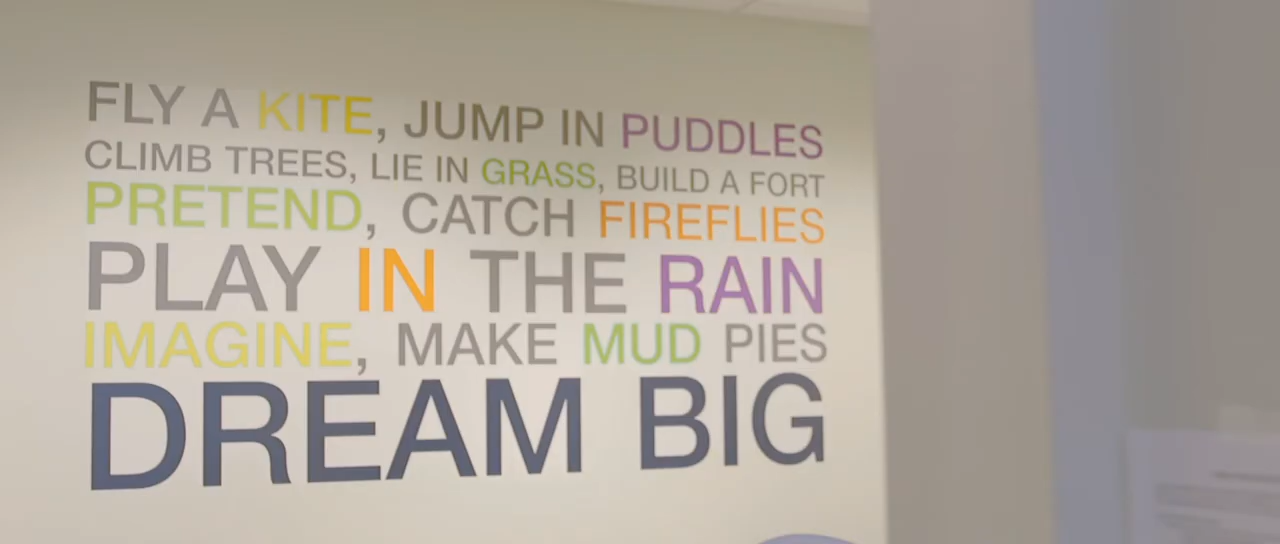 FLY A KITE, JUMP IN PUDDLES
CLIMB TREES, LIE IN GRASS, BUILD A FORT
PRETEND, CATCH FIREFLIES
PLAY IN THE RAIN
IMAGINE, MAKE MUD PIES
DREAM BIG